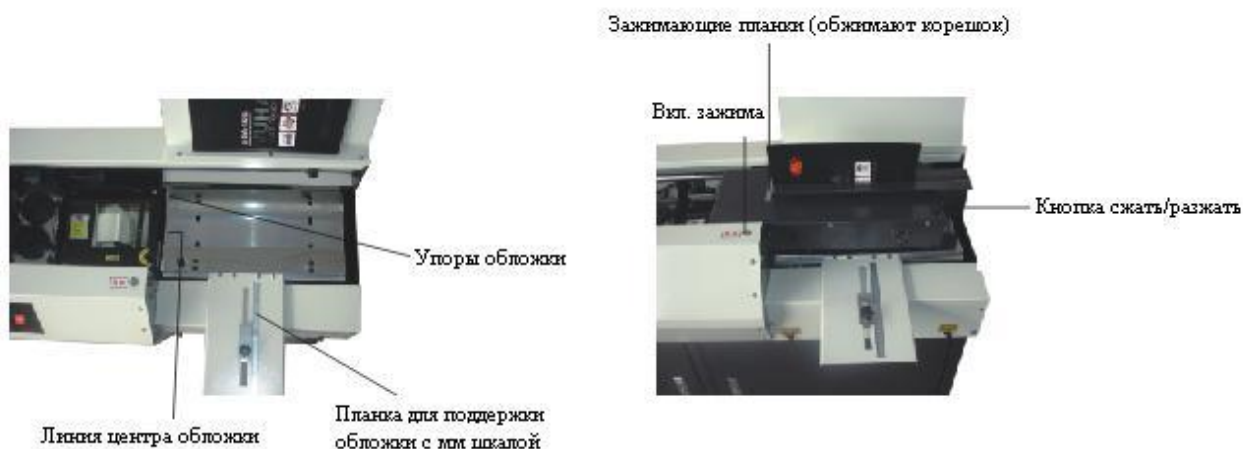 Зажимающие планки (обжимают корешок)
Вкл. зажима
Кнопка сжать/разжать
Упоры обложки
Линия центра обложки
Планка для поддержки
обложки с мм шкалой